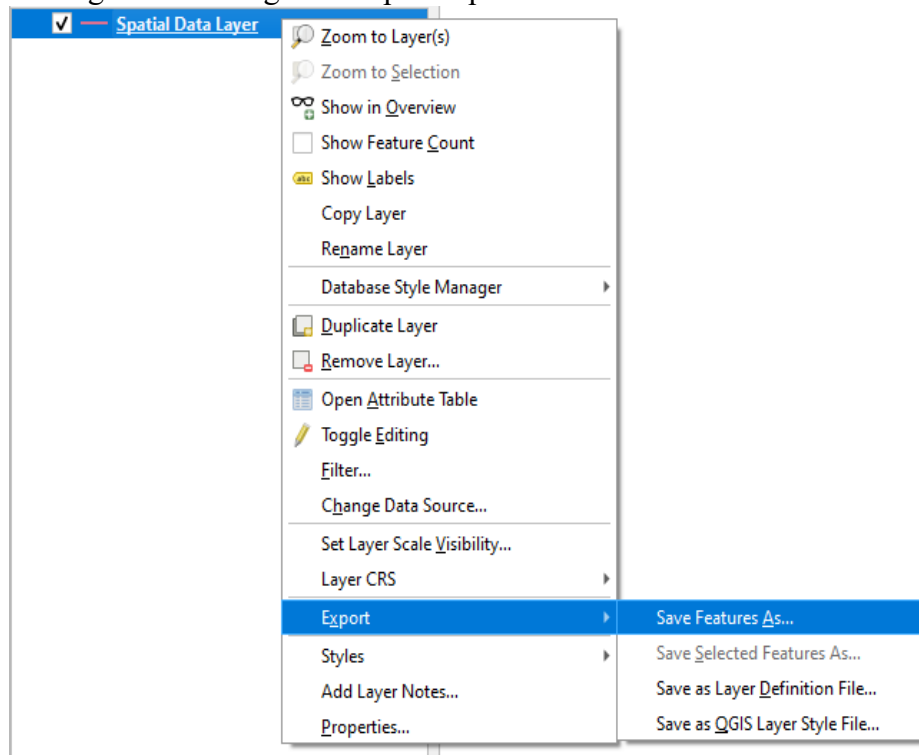 Spatial Data Layer
Zoom to Layer(s)
Zoom to Selection
Show in Overview
Show Feature Count
abc Show Labels
Copy Layer
Rename Layer
Database Style Manager
Duplicate Layer
Remove Layer...
Open Attribute Table
Toggle Editing
Filter...
Change Data Source...
Set Layer Scale Visibility...
Layer CRS
Export
Save Features As...
Styles
Save Selected Features As...
Add Layer Notes...
Save as Layer Definition File...
Properties...
Save as QGIS Layer Style File...